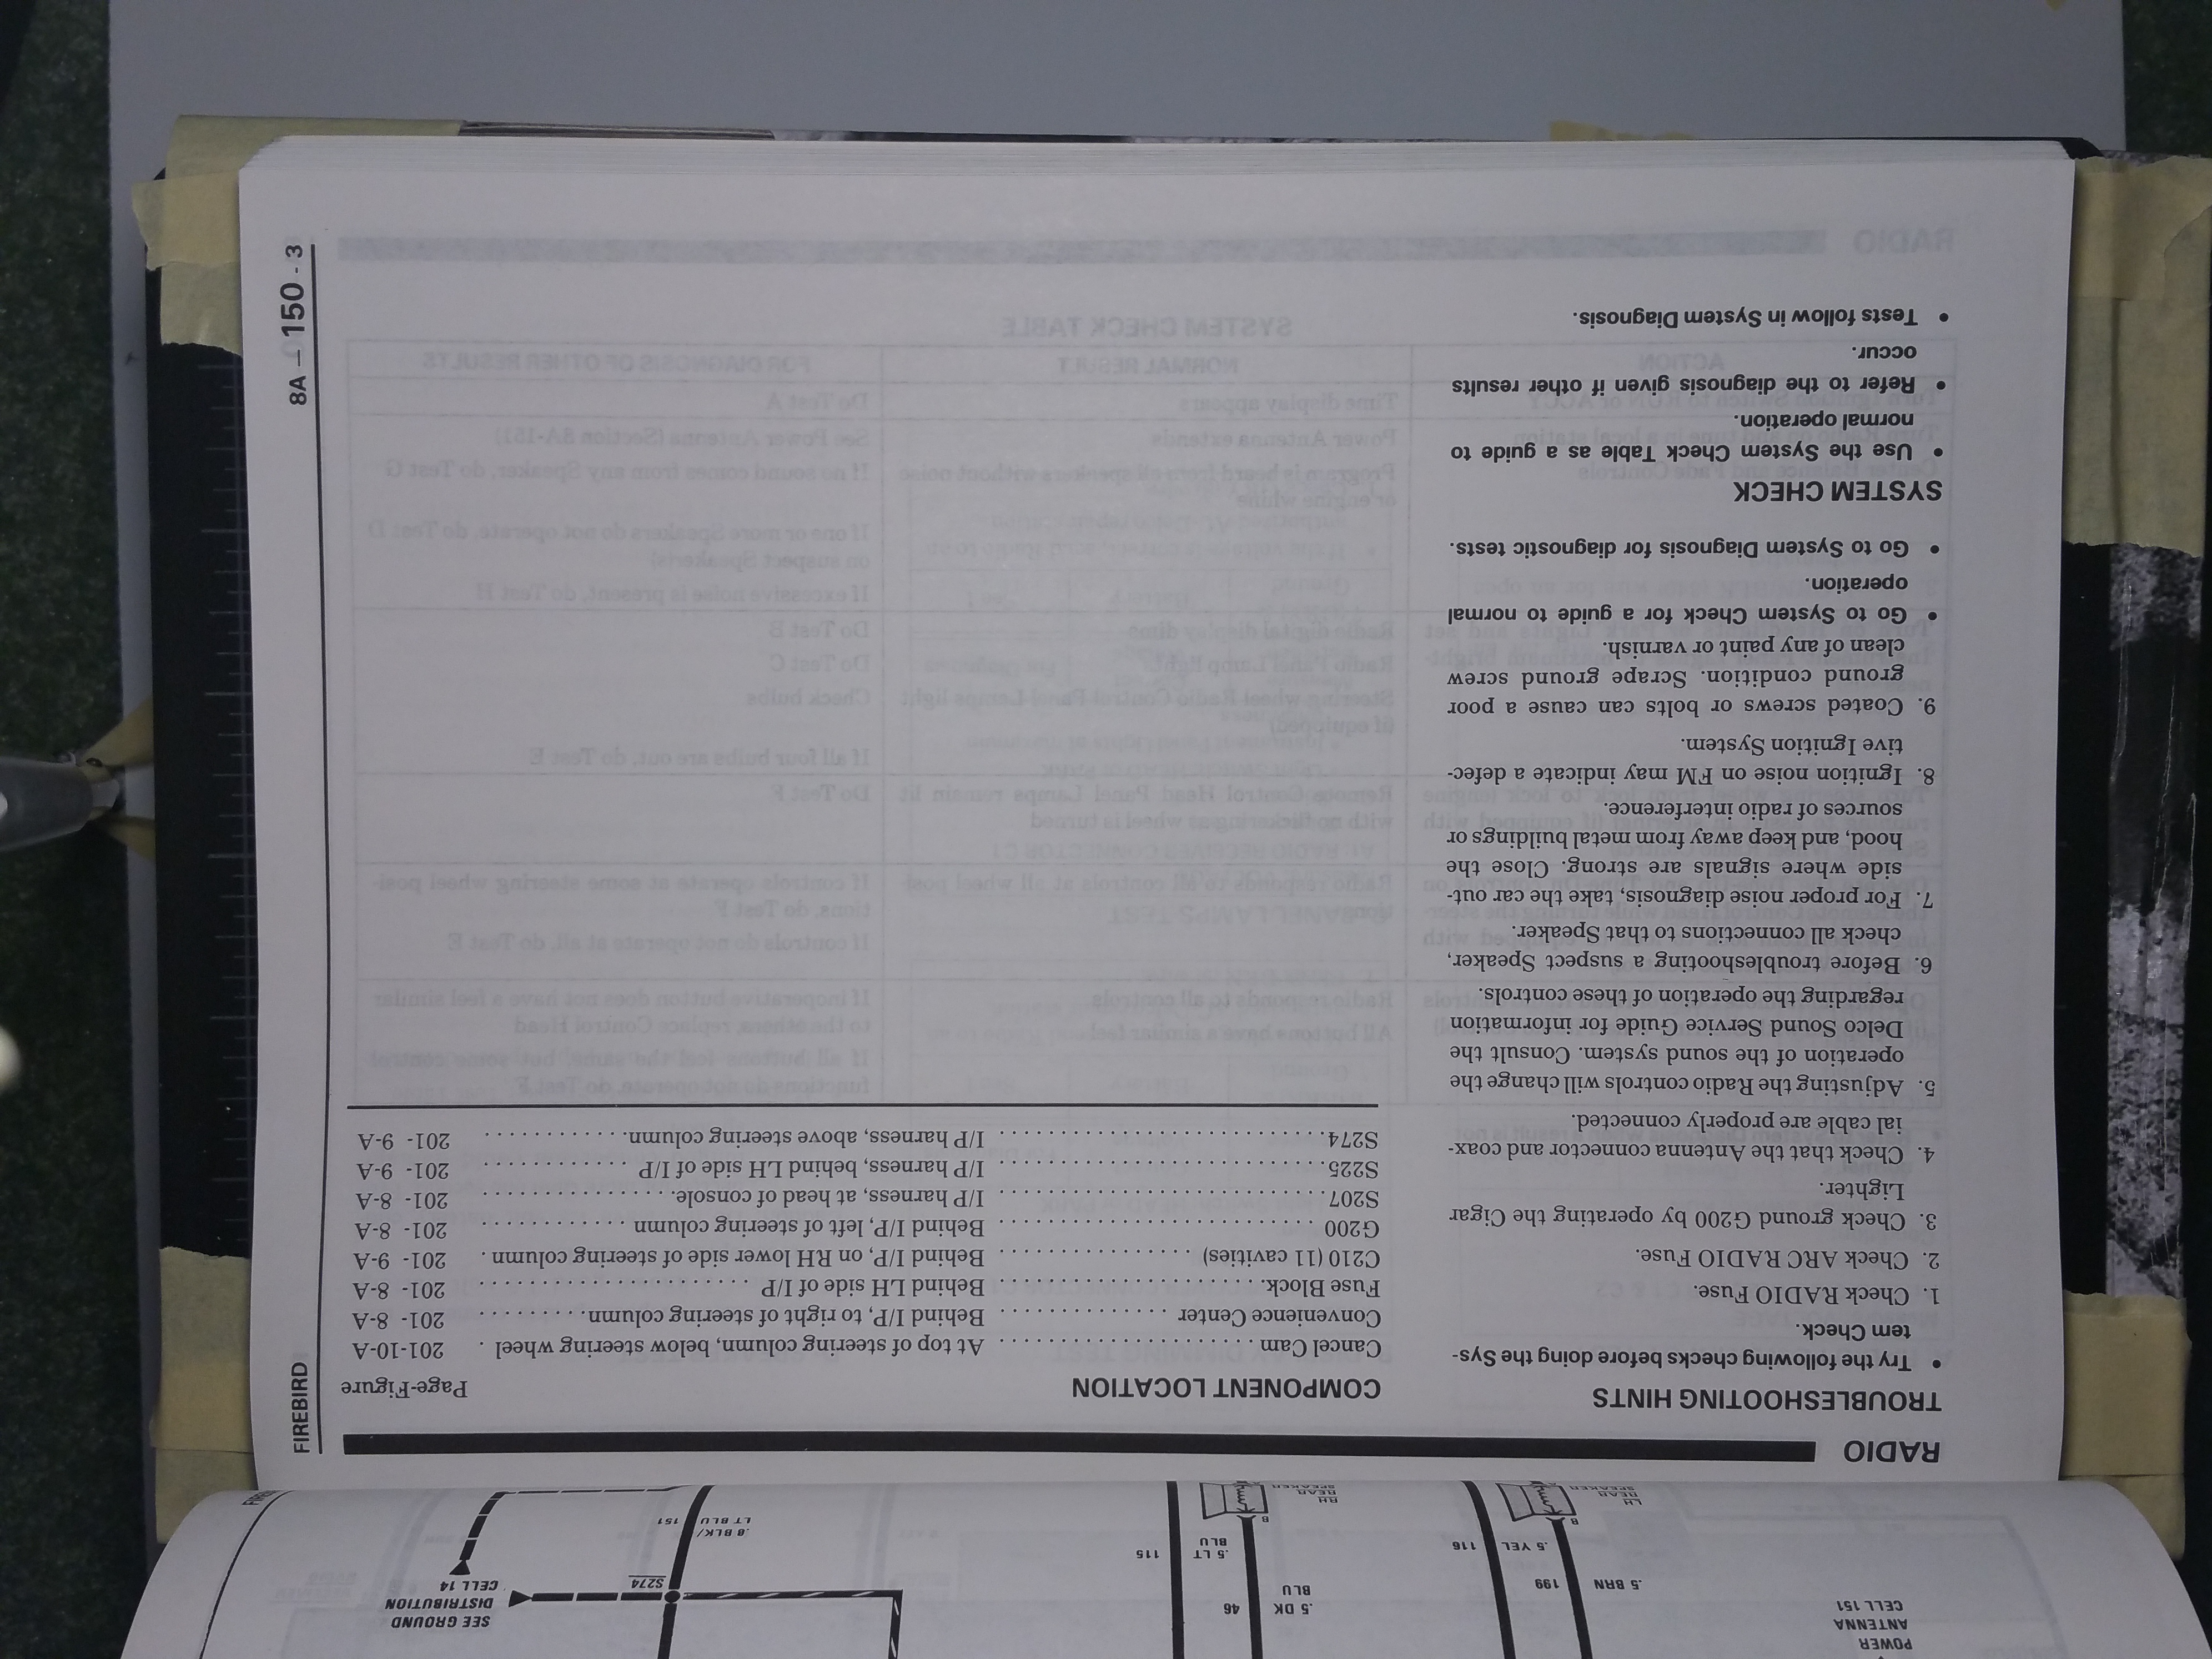 RADIO
TROUBLESHOOTING HINTS
• Try the following checks before doing the Sys-
tem Check.
1. Check RADIO Fuse.
2. Check ARC RADIO Fuse.
3. Check ground G200 by operating the Cigar
Lighter.
4. Check that the Antenna connector and coax-
ial cable are properly connected.
5. Adjusting the Radio controls will change the
operation of the sound system. Consult the
Delco Sound Service Guide for information
regarding the operation of these controls.
6. Before troubleshooting a suspect Speaker,
check all connections to that Speaker.
7. For proper noise diagnosis, take the car out-
side where signals are strong. Close the
hood, and keep away from metal buildings or
sources of radio interference.
8. Ignition noise on FM may indicate a defec-
tive Ignition System.
9. Coated screws or bolts can cause a poor
ground condition. Scrape ground screw
clean of any paint or varnish.
• Go to System Check for a guide to normal
operation.
• Go to System Diagnosis for diagnostic tests.
SYSTEM CHECK
• Use the System Check Table as a guide to
normal operation.
• Refer to the diagnosis given if other results
occur.
• Tests follow in System Diagnosis.
COMPONENT LOCATION Page-Figure
Cancel Cam . . . . . . . . . . . . . . . . . . . . . . At top of steering column, below steering wheel . 201-10-A
Convenience Center . . . . . . . . . . . . . . . Behind I/P, to right of steering column. . . . . . . . . 201- 8-A
Fuse Block. . . . . . . . . . . . . . . . . . . . . . . Behind LH side of I/P . . . . . . . . . . . . . . . . . . . . . . . 201- 8-A
C210 (11 cavities) . . . . . . . . . . . . . . . . . Behind I/P, on RH lower side of steering column . 201- 9-A
G200 . . . . . . . . . . . . . . . . . . . . . . . . . . . Behind I/P, left of steering column . . . . . . . . . . . . 201- 8-A
S207. . . . . . . . . . . . . . . . . . . . . . . . . . . . I/P harness, at head of console. . . . . . . . . . . . . . . . 201- 8-A
S225. . . . . . . . . . . . . . . . . . . . . . . . . . . . I/P harness, behind LH side of I/P . . . . . . . . . . . . 201- 9-A
S274. . . . . . . . . . . . . . . . . . . . . . . . . . . . I/P harness, above steering column. . . . . . . . . . . . 201- 9-A
FIREBIRD
8A — 150 - 3
POWER
ANTENNA
CELL 151
.5 BRN 199
.5 YEL 116
B
LH
REAR
SPEAKER
.5 DK
BLU
46
.5 LT
BLU
115
B
RH
REAR
SPEAKER
S274
.8 BLK/
LT BLU
151
SEE GROUND
DISTRIBUTION
CELL 14